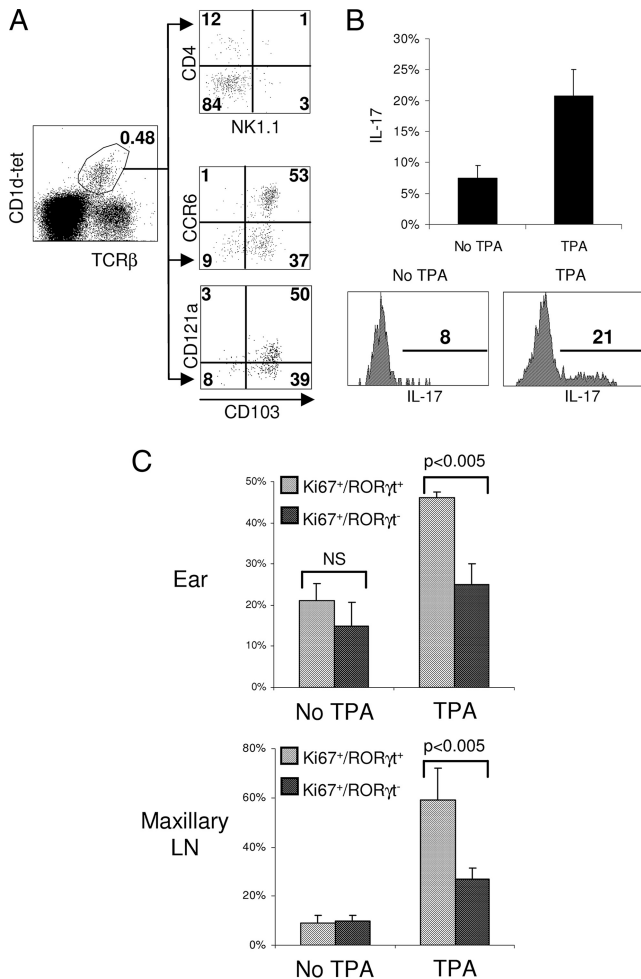 A
CD1d-tet
0.48
TCRβ
CD4
12
1
84
3
NK1.1
CCR6
1
53
9
37
CD121a
3
50
8
39
CD103
B
IL-17
30%
25%
20%
15%
10%
5%
0%
No TPA
TPA
No TPA
TPA
8
21
IL-17
IL-17
C
Ear
50%
40%
30%
20%
10%
0%
Ki67+/RORγt+
Ki67+/RORγt-
NS
p<0.005
No TPA
TPA
Maxillary
LN
80%
60%
40%
20%
0%
Ki67+/RORγt+
Ki67+/RORγt-
p<0.005
No TPA
TPA